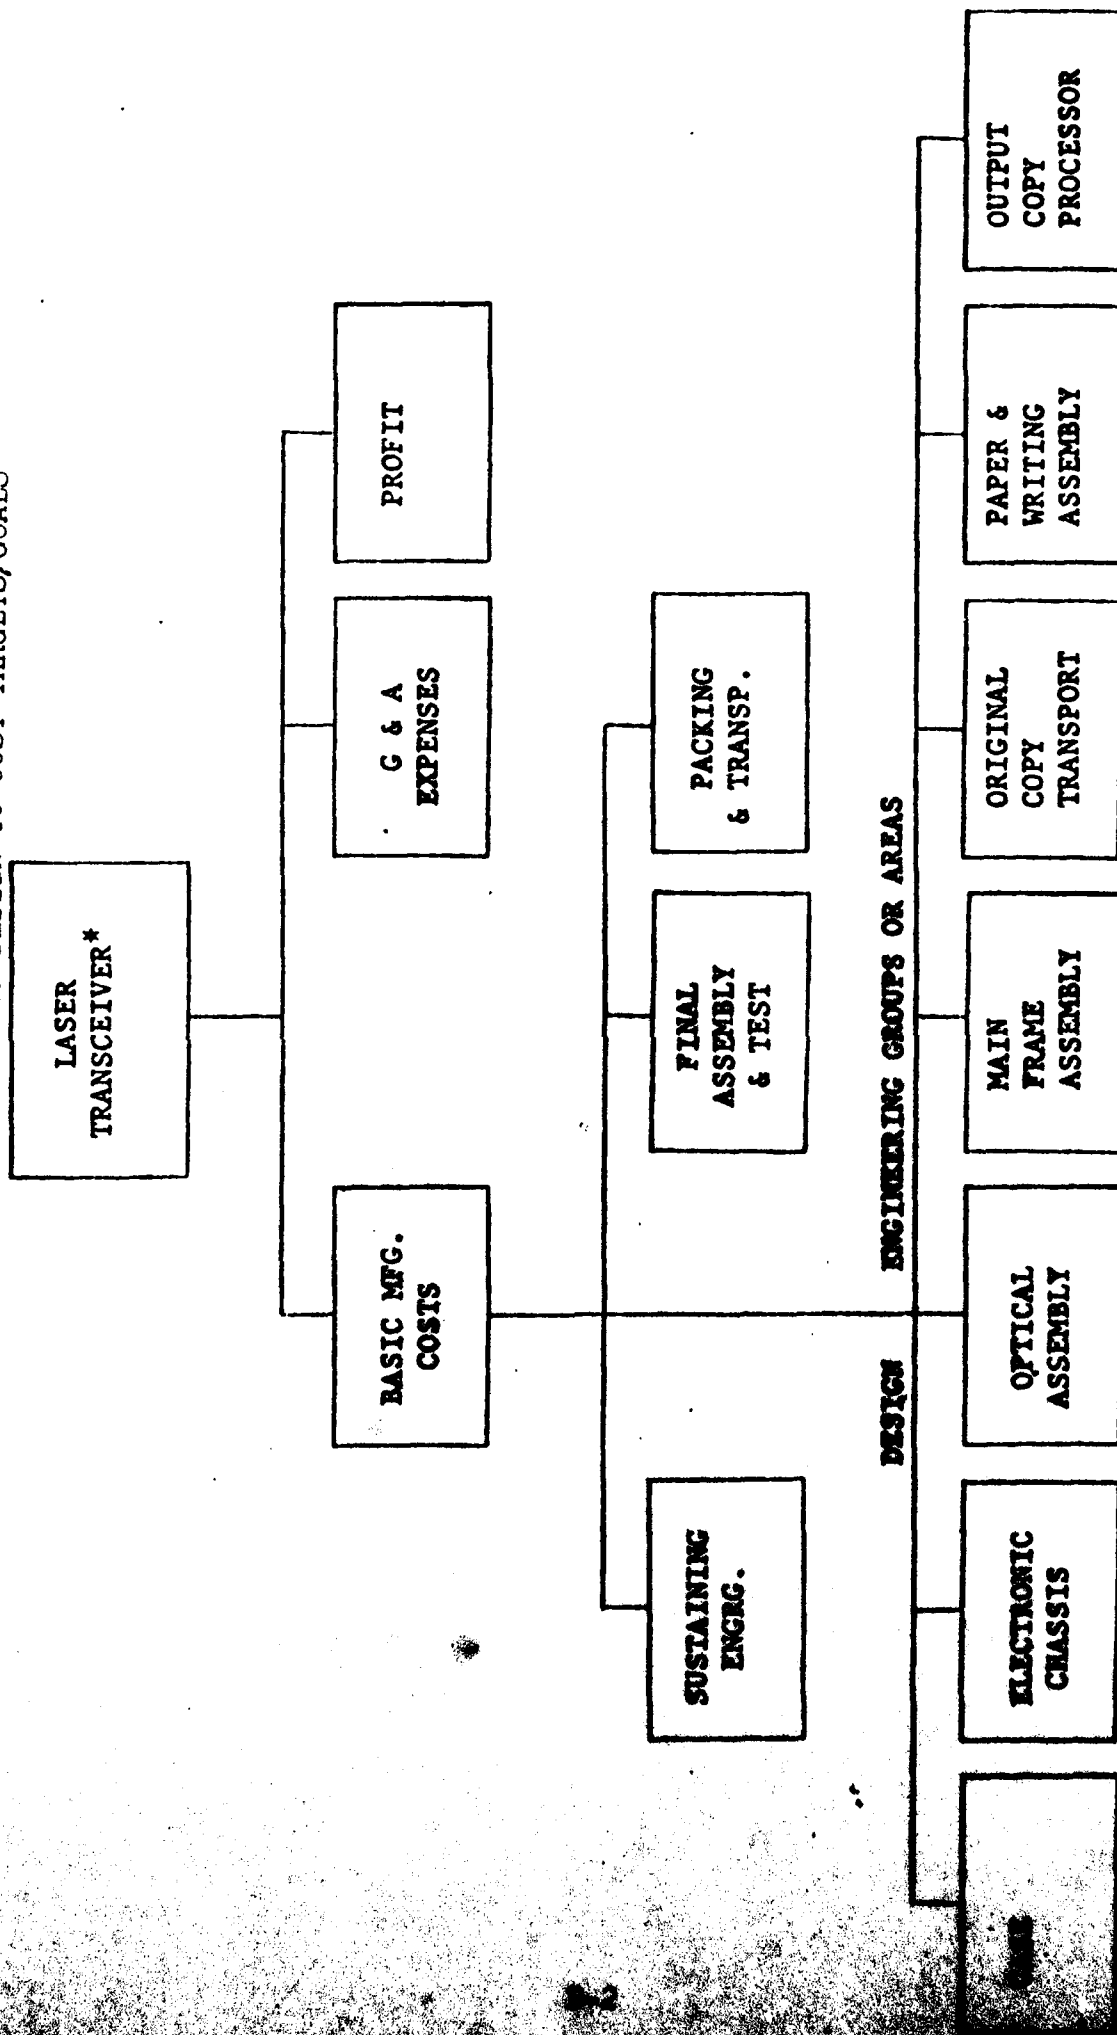 LASER
TRANSCEIVER*
BASIC MFG.
COSTS
G & A
EXPENSES
PROFIT
SUSTAINING
ENGRG.
FINAL
ASSEMBLY
& TEST
PACKING
& TRANSP.
DESIGN ENGINEERING GROUPS OR AREAS
ELECTRONIC
CHASSIS
OPTICAL
ASSEMBLY
MAIN
FRAME
ASSEMBLY
ORIGINAL
COPY
TRANSPORT
PAPER &
WRITING
ASSEMBLY
OUTPUT
COPY
PROCESSOR